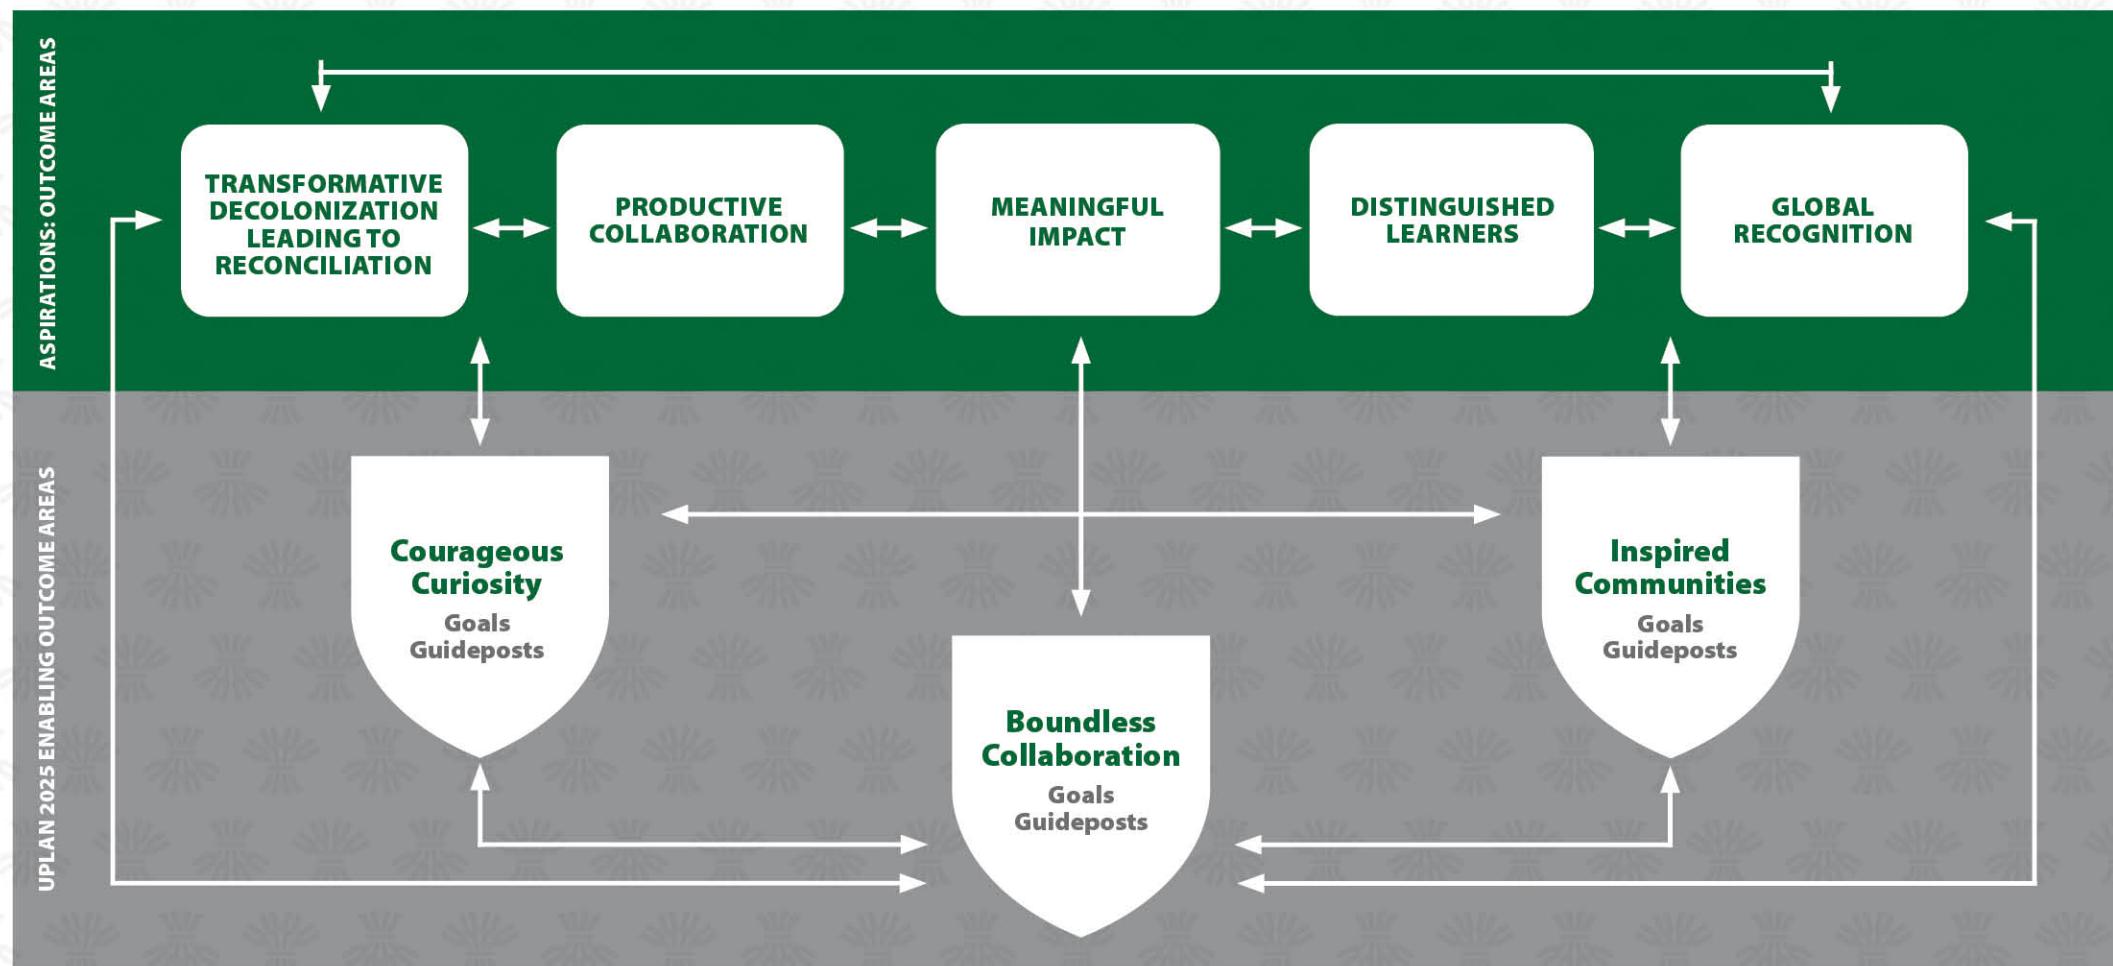 ASPIRATIONS: OUTCOME AREAS
TRANSFORMATIVE
DECOLONIZATION
LEADING TO
RECONCILIATION
PRODUCTIVE
COLLABORATION
MEANINGFUL
IMPACT
DISTINGUISHED
LEARNERS
GLOBAL
RECOGNITION
UPLAN 2025 ENABLING OUTCOME AREAS
Courageous
Curiosity
Goals
Guideposts
Boundless
Collaboration
Goals
Guideposts
Inspired
Communities
Goals
Guideposts